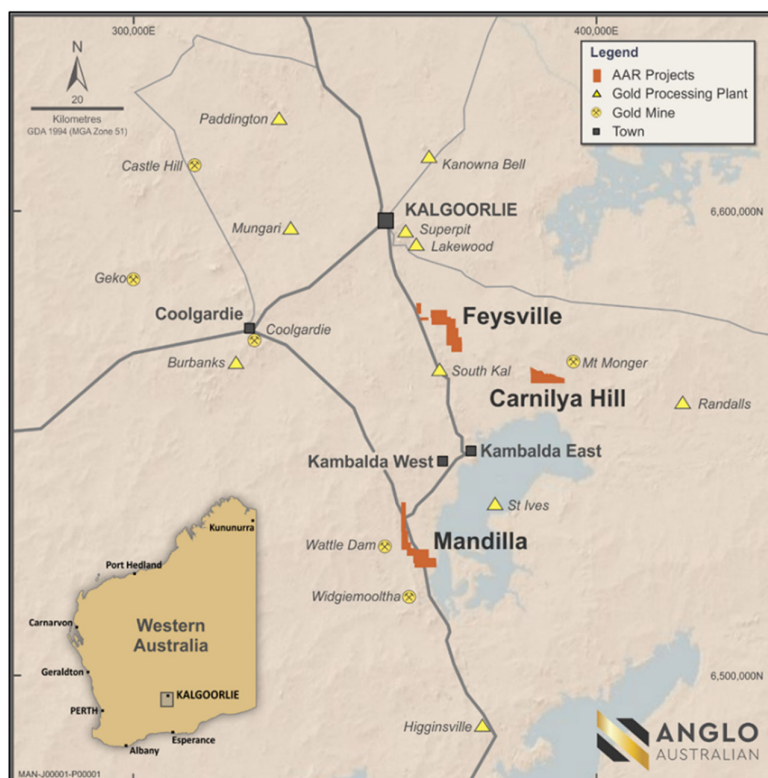 300,000E
400,000E
N
20
Kilometres
GDA 1994 (MGA Zone 51)
Legend
AAR Projects
Gold Processing Plant
Gold Mine
Town
Paddington
Castle Hill
Kanowna Bell
KALGOORLIE
6,600,000N
Mungari
Superpit
Lakewood
Geko
Coolgardie
Feysville
Coolgardie
Burbanks
South Kal
Mt Monger
Carnilya Hill
Randalls
Kambalda West
Kambalda East
St Ives
Wattle Dam
Mandilla
Widgiemooltha
Kununurra
Port Hedland
Carnarvon
Western
Australia
Geraldton
KALGOORLIE
PERTH
Esperance
Albany
6,500,000N
Higginsville
ANGLO
AUSTRALIAN
MAN-J00001-P00001